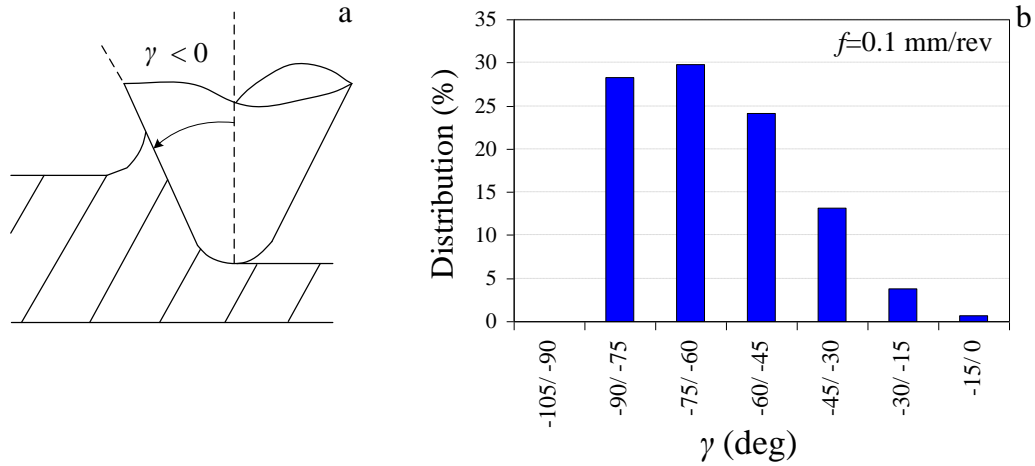 a
γ < 0
b
f=0.1 mm/rev
Distribution (%)
35
30
25
20
15
10
5
0
-105/ -90
-90/ -75
-75/ -60
-60/ -45
-45/ -30
-30/ -15
-15/ 0
γ (deg)